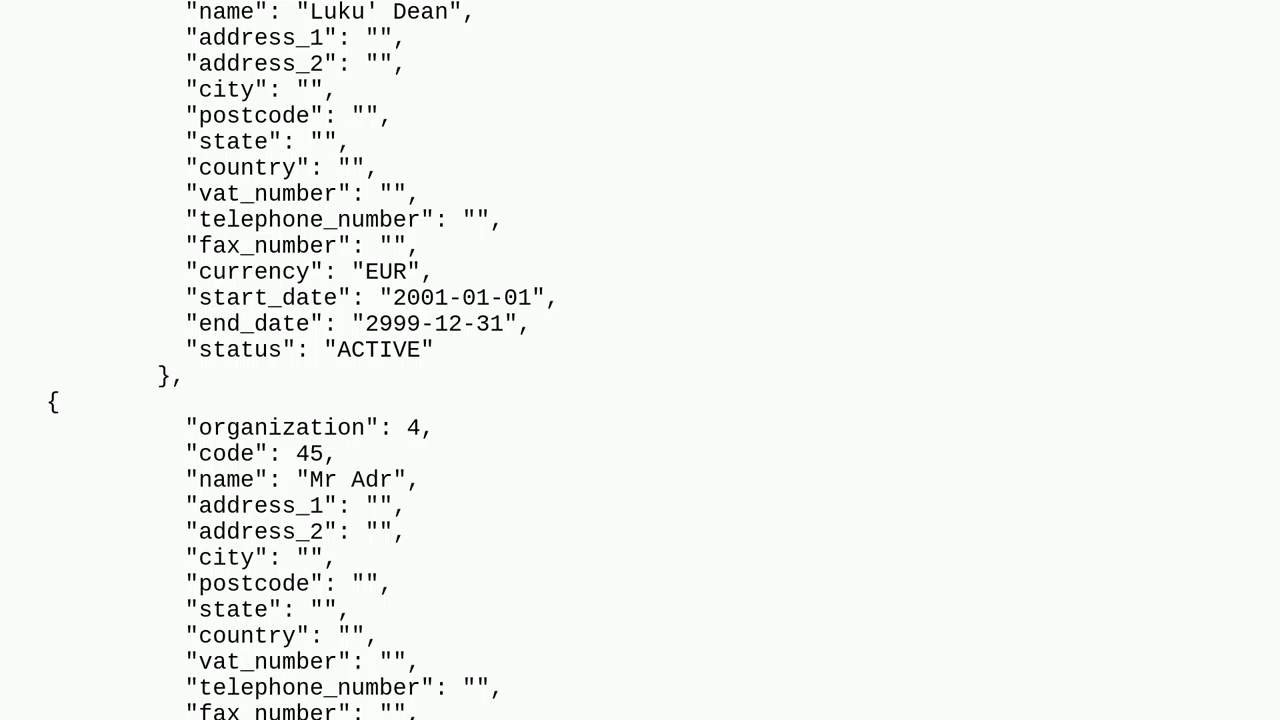 "name": "Luku' Dean",
"address_1": "",
"address_2": "",
"city": "",
"postcode": "",
"state": "",
"country": "",
"vat_number": "",
"telephone_number": "",
"fax_number": "",
"currency": "EUR",
"start_date": "2001-01-01",
"end_date": "2999-12-31",
"status": "ACTIVE"
},
{
"organization": 4,
"code": 45,
"name": "Mr Adr",
"address_1": "",
"address_2": "",
"city": "",
"postcode": "",
"state": "",
"country": "",
"vat_number": "",
"telephone_number": "",
"fax_number": "",